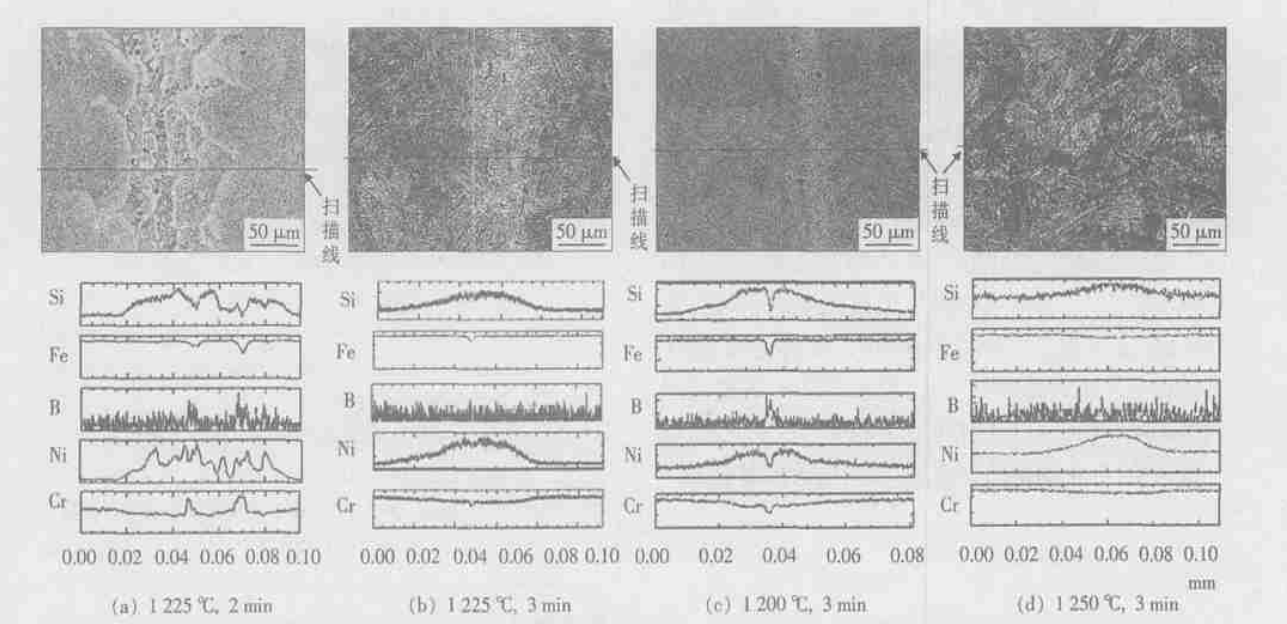 50 μm
扫描线
50 μm
扫描线
50 μm
扫描线
50 μm
Si
Fe
B
Ni
Cr
0.00 0.02 0.04 0.06 0.08 0.10
(a) 1 225 ℃, 2 min
Si
Fe
B
Ni
Cr
0.00 0.02 0.04 0.06 0.08 0.10
(b) 1 225 ℃, 3 min
Si
Fe
B
Ni
Cr
0.00 0.02 0.04 0.06 0.08
(c) 1 200 ℃, 3 min
Si
Fe
B
Ni
Cr
0.00 0.02 0.04 0.06 0.08 0.10
mm
(d) 1 250 ℃, 3 min